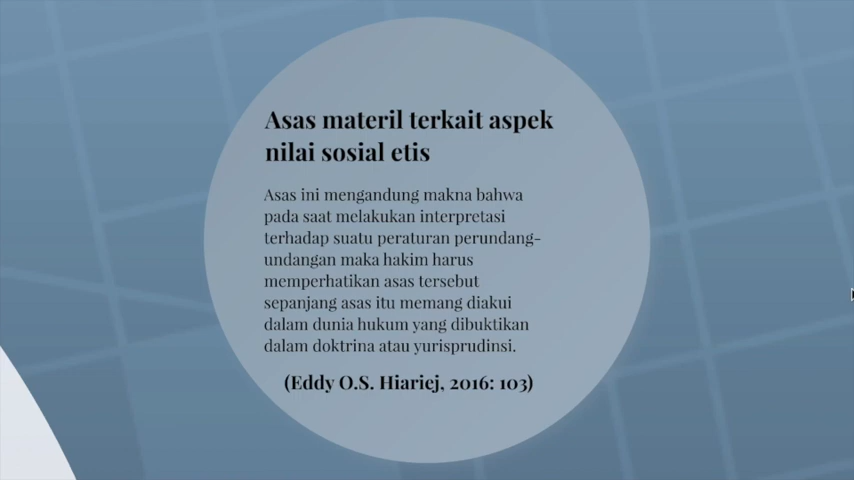 Asas materil terkait aspek
nilai sosial etis
Asas ini mengandung makna bahwa
pada saat melakukan interpretasi
terhadap suatu peraturan perundang-
undangan maka hakim harus
memperhatikan asas tersebut
sepanjang asas itu memang diakui
dalam dunia hukum yang dibuktikan
dalam doktrina atau yurisprudinsi.
(Eddy O.S. Hiariej, 2016: 103)